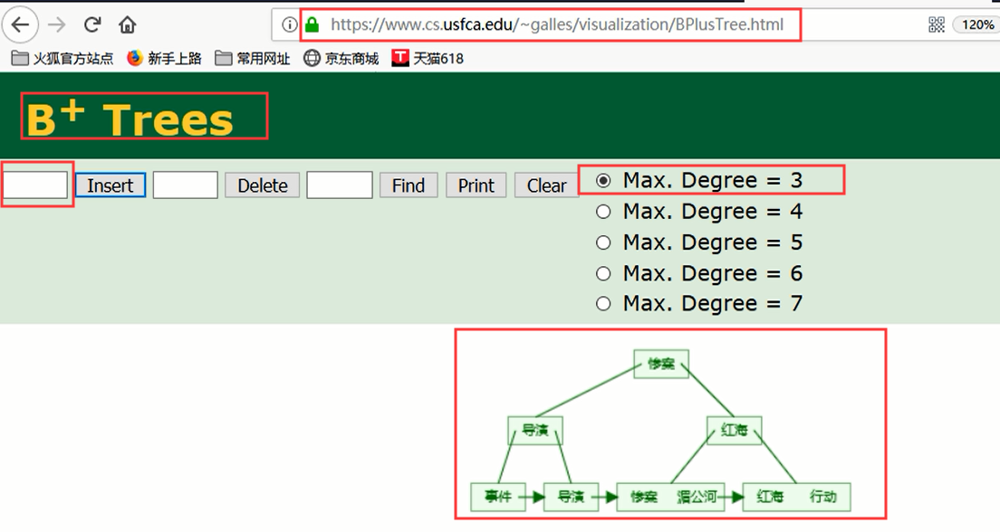 https://www.cs.usfca.edu/~galles/visualization/BPlusTree.html 120%
火狐官方站点 新手上路 常用网址 京东商城 T 天猫618
B+ Trees
Insert Delete Find Print Clear Max. Degree = 3
Max. Degree = 4
Max. Degree = 5
Max. Degree = 6
Max. Degree = 7
惨案
导演 红海
事件 导演 惨案 湄公河 红海 行动